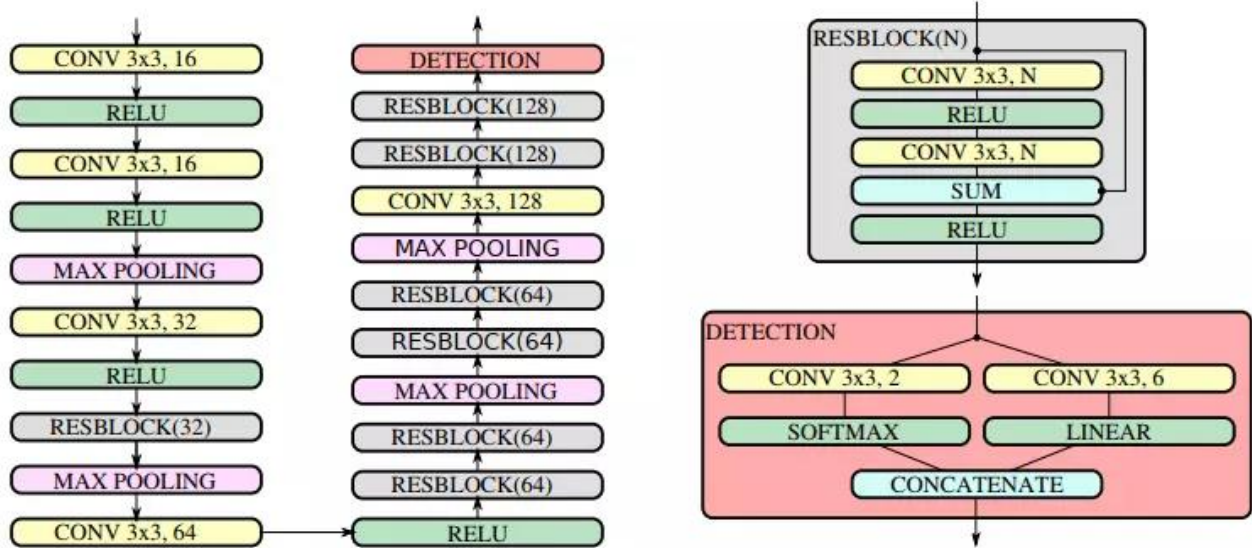 CONV 3x3, 16
RELU
CONV 3x3, 16
RELU
MAX POOLING
CONV 3x3, 32
RELU
RESBLOCK(32)
MAX POOLING
CONV 3x3, 64
DETECTION
RESBLOCK(128)
RESBLOCK(128)
CONV 3x3, 128
MAX POOLING
RESBLOCK(64)
RESBLOCK(64)
MAX POOLING
RESBLOCK(64)
RESBLOCK(64)
RELU
RESBLOCK(N)
CONV 3x3, N
RELU
CONV 3x3, N
SUM
RELU
DETECTION
CONV 3x3, 2
CONV 3x3, 6
SOFTMAX
LINEAR
CONCATENATE